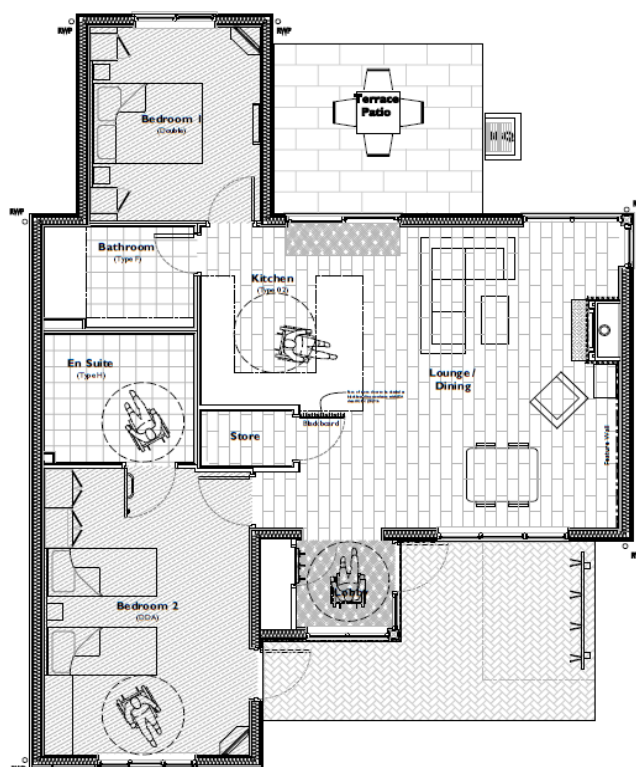 RWP
RWP
Bedroom 1
(Double)
Terrace
Patio
RWP
Bathroom
(Type F)
Kitchen
(Type 02)
En Suite
(Type H)
Lounge /
Dining
Store
Blackboard
Feature Wall
Bedroom 2
(DDA)
Lobby